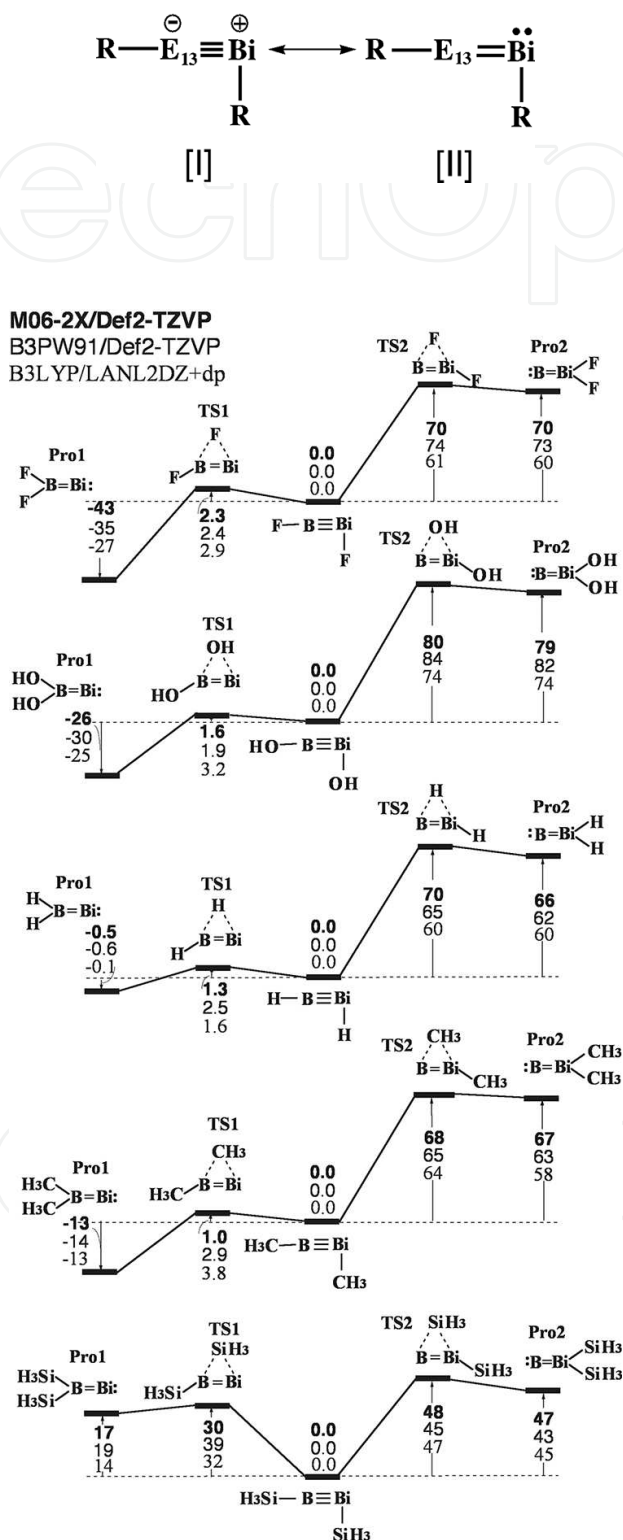 ⊖ ⊕
R—E13≡Bi ⟷ R—E13=B̈i
R R
[I] [II]
ecnop
M06-2X/Def2-TZVP
B3PW91/Def2-TZVP
B3LYP/LANL2DZ+dp
TS2 F
B=Bi F
Pro2
:B=Bi F F
TS1
F
F B=Bi
Pro1
F F B=Bi:
0.0
0.0
0.0
70
74
61
70
73
60
-43
-35
-27
2.3
2.4
2.9
F—B≡Bi
F
TS2 OH
B=Bi OH
Pro2
:B=Bi OH OH
TS1
OH
HO B=Bi
Pro1
HO HO B=Bi:
0.0
0.0
0.0
80
84
74
79
82
74
-26
-30
-25
1.6
1.9
3.2
HO—B≡Bi
OH
TS2 H
B=Bi H
Pro2
:B=Bi H H
TS1
H
H B=Bi
Pro1
H H B=Bi:
0.0
0.0
0.0
70
65
60
66
62
60
-0.5
-0.6
-0.1
1.3
2.5
1.6
H—B≡Bi
H
TS2 CH3
B=Bi CH3
Pro2
:B=Bi CH3 CH3
TS1
CH3
H3C B=Bi
Pro1
H3C H3C B=Bi:
0.0
0.0
0.0
68
65
64
67
63
58
-13
-14
-13
1.0
2.9
3.8
H3C—B≡Bi
CH3
TS2 SiH3
B=Bi SiH3
Pro2
:B=Bi SiH3 SiH3
TS1
SiH3
H3Si B=Bi
Pro1
H3Si H3Si B=Bi:
17
19
14
30
39
32
0.0
0.0
0.0
48
45
47
47
43
45
H3Si—B≡Bi
SiH3